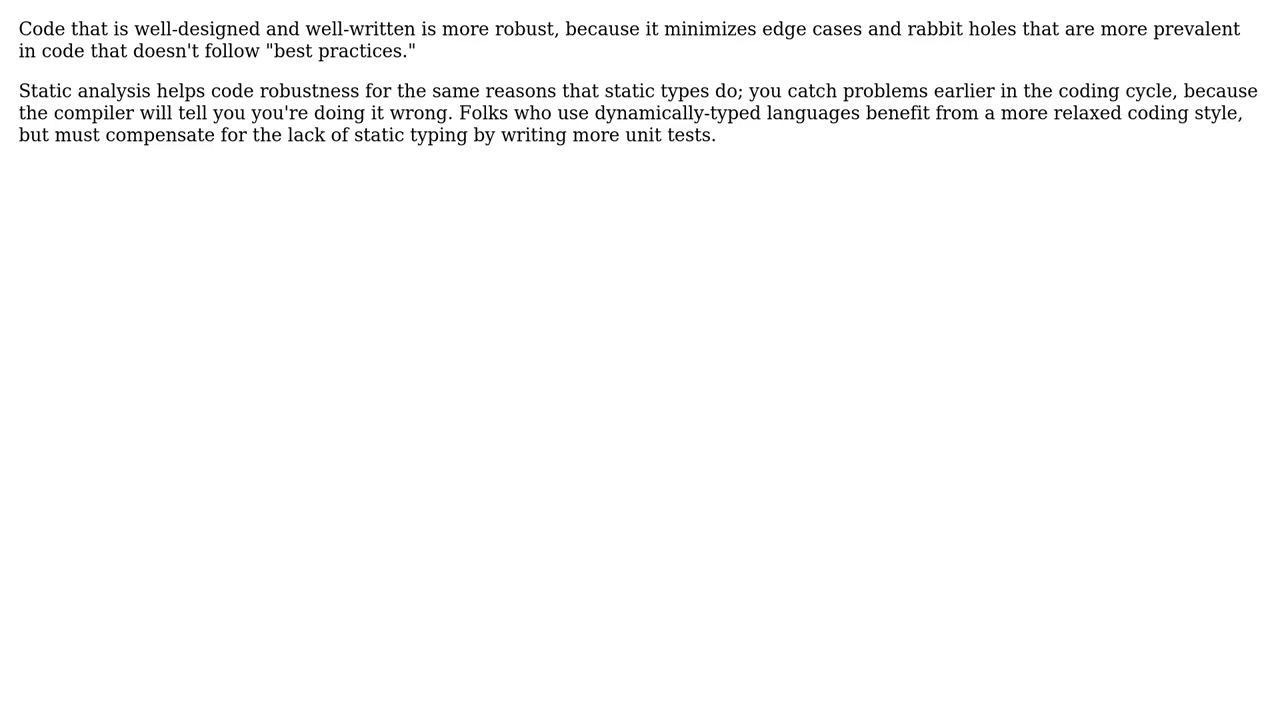 Code that is well-designed and well-written is more robust, because it minimizes edge cases and rabbit holes that are more prevalent
in code that doesn't follow "best practices."
Static analysis helps code robustness for the same reasons that static types do; you catch problems earlier in the coding cycle, because
the compiler will tell you you're doing it wrong. Folks who use dynamically-typed languages benefit from a more relaxed coding style,
but must compensate for the lack of static typing by writing more unit tests.